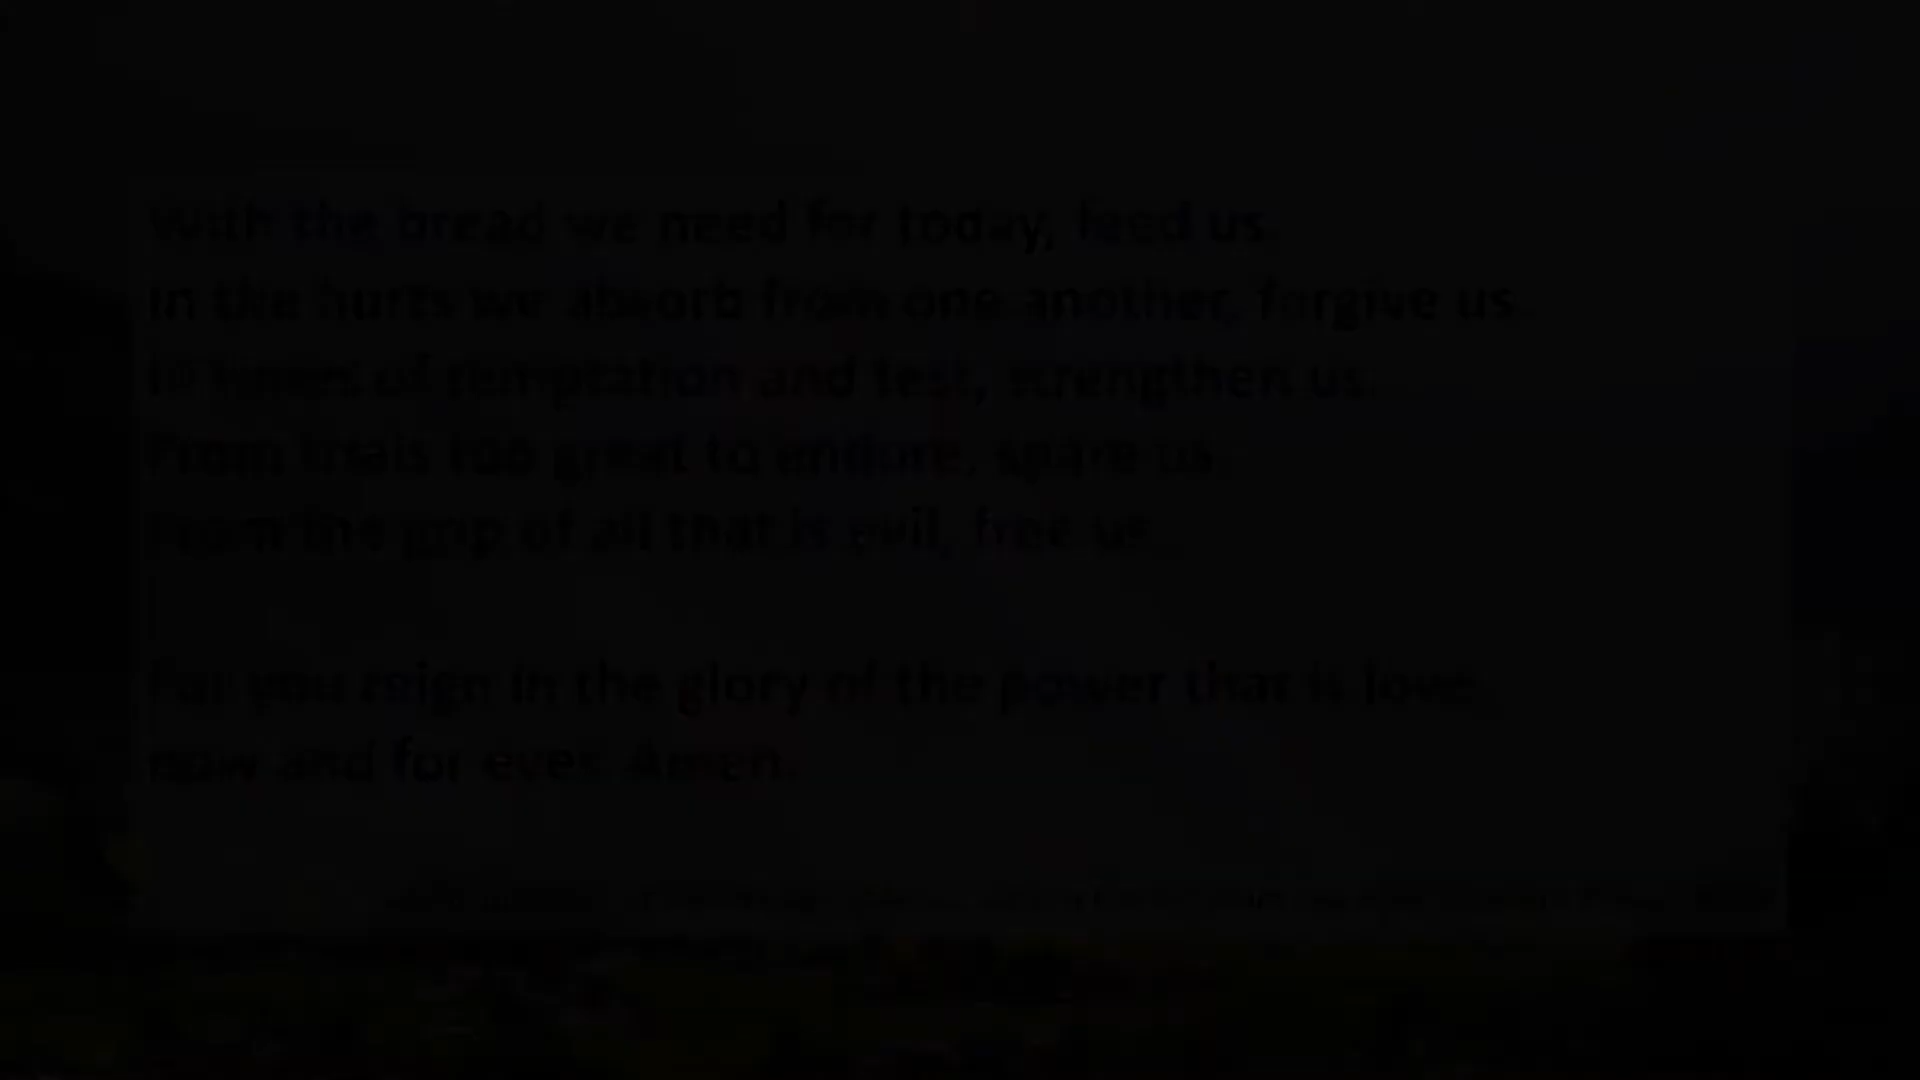 With the bread we need for today, feed us.
In the hurts we absorb from one another, forgive us.
In times of temptation and test, strengthen us.
From trials too great to endure, spare us.
From the grip of all that is evil, free us.
For you reign in the glory of the power that is love,
now and for ever. Amen.